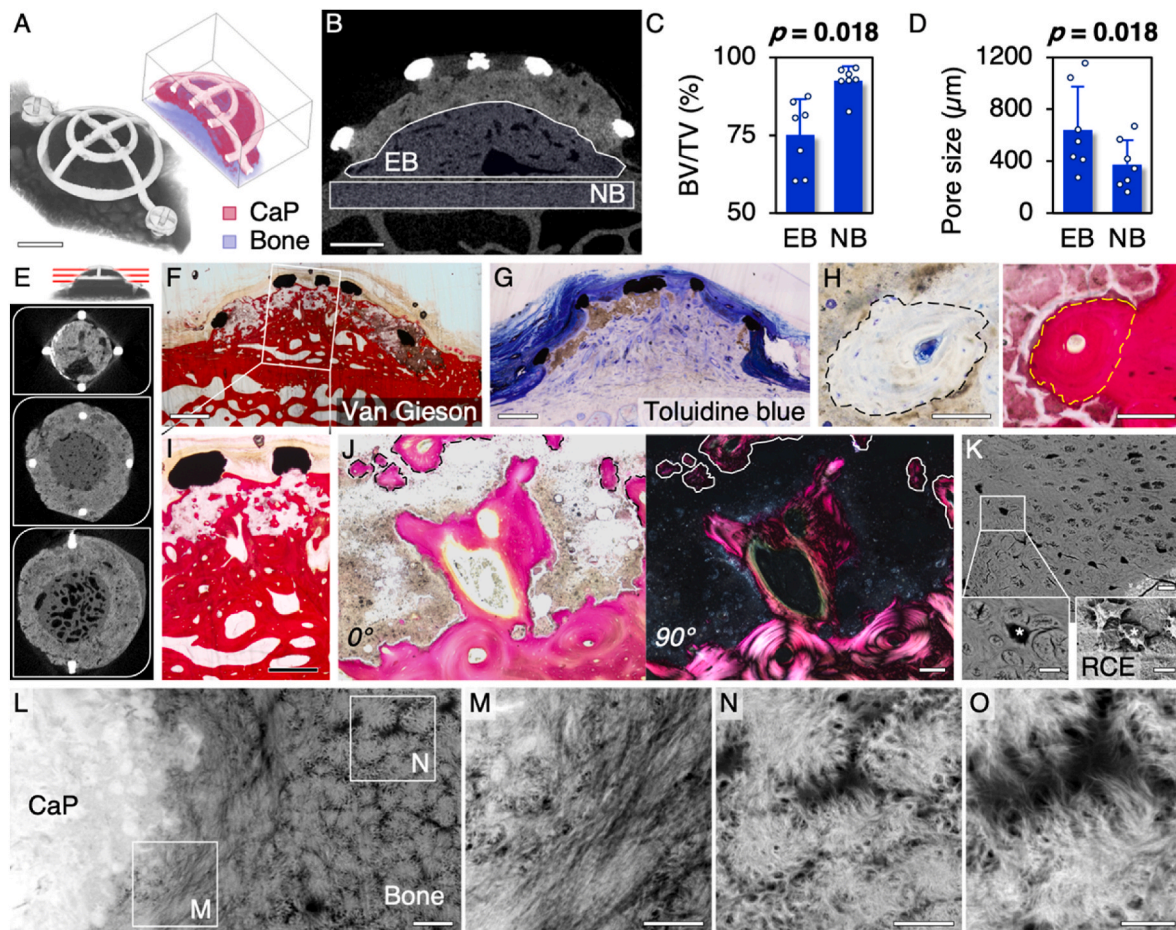 A
CaP
Bone
B
EB
NB
C
p = 0.018
BV/TV (%)
100
75
50
EB NB
D
p = 0.018
Pore size (µm)
1200
800
400
0
EB NB
E
F
Van Gieson
G
Toluidine blue
H
I
J
0°
90°
K
*
*
RCE
L
CaP
N
M
Bone
M
N
O